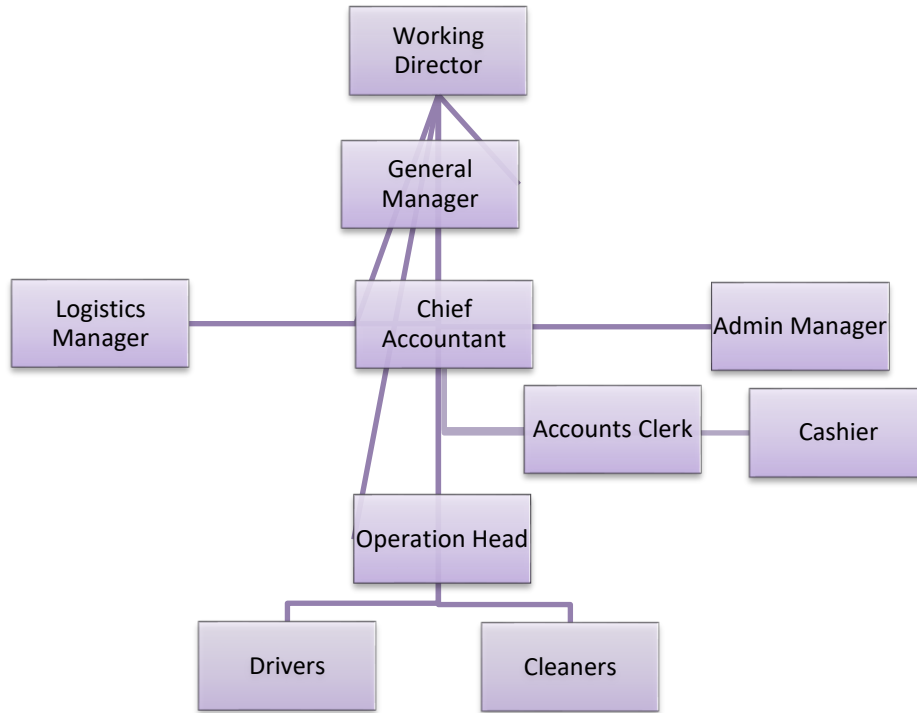 Working
Director
General
Manager
Logistics
Manager
Chief
Accountant
Admin Manager
Accounts Clerk
Cashier
Operation Head
Drivers
Cleaners